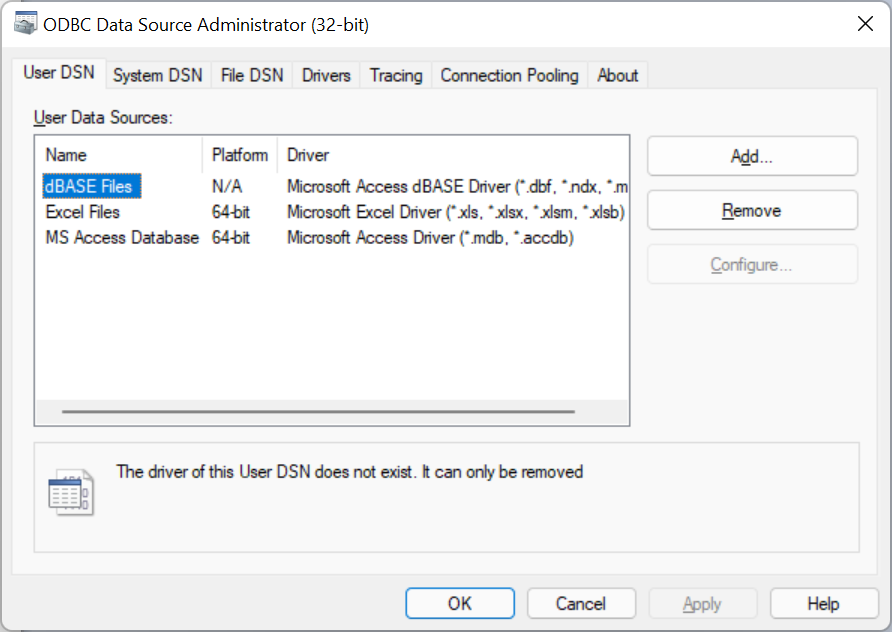 ODBC Data Source Administrator (32-bit)
User DSN System DSN File DSN Drivers Tracing Connection Pooling About
User Data Sources:
Name Platform Driver
dBASE Files N/A Microsoft Access dBASE Driver (*.dbf, *.ndx, *.m
Excel Files 64-bit Microsoft Excel Driver (*.xls, *.xlsx, *.xlsm, *.xlsb)
MS Access Database 64-bit Microsoft Access Driver (*.mdb, *.accdb)
Add...
Remove
Configure...
The driver of this User DSN does not exist. It can only be removed
OK Cancel Apply Help